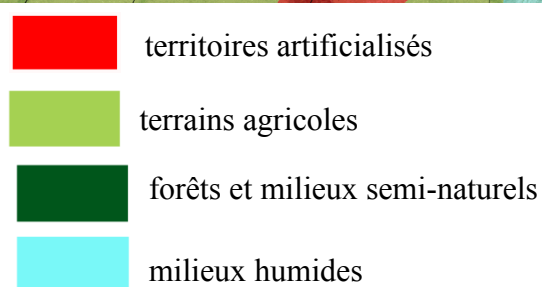 territoires artificialisés
terrains agricoles
forêts et milieux semi-naturels
milieux humides